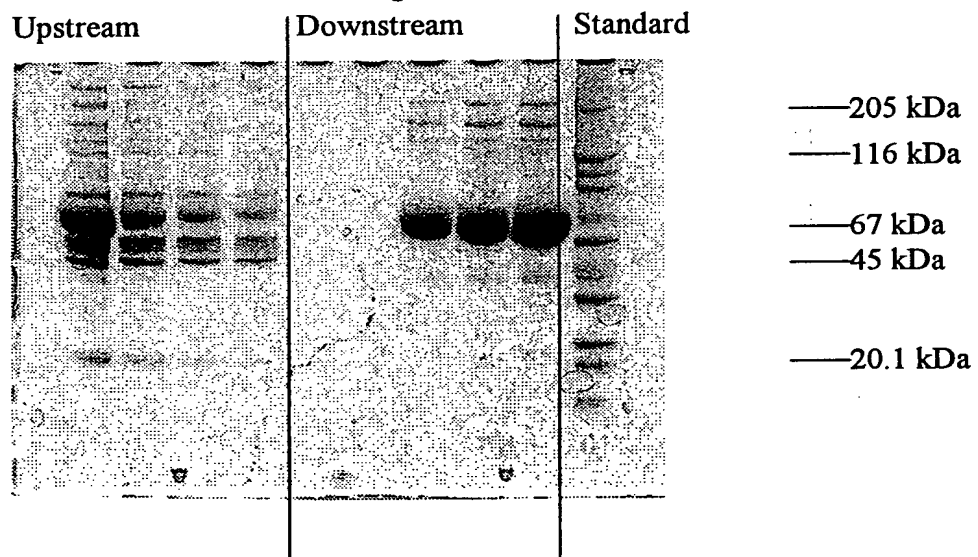 Upstream
Downstream
Standard
205 kDa
116 kDa
67 kDa
45 kDa
20.1 kDa